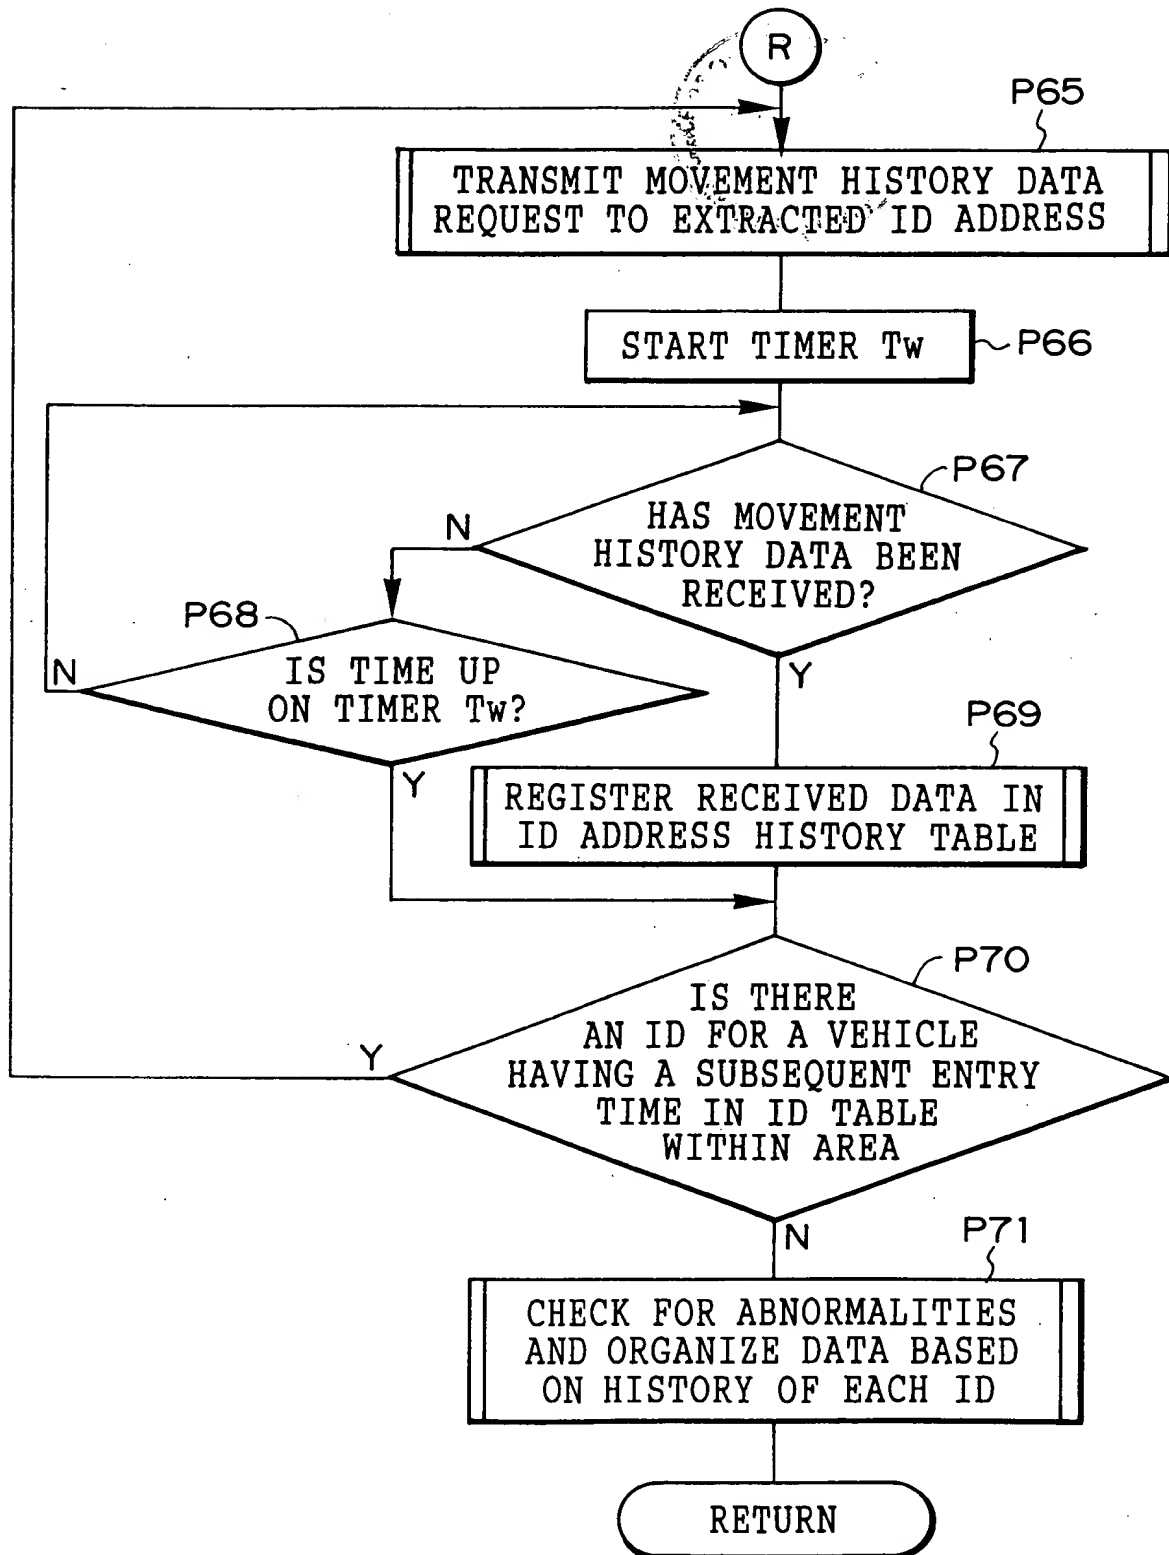 R
P65
TRANSMIT MOVEMENT HISTORY DATA
REQUEST TO EXTRACTED ID ADDRESS
START TIMER Tw
P66
P67
HAS MOVEMENT
HISTORY DATA BEEN
RECEIVED?
N
Y
P68
IS TIME UP
ON TIMER Tw?
N
Y
P69
REGISTER RECEIVED DATA IN
ID ADDRESS HISTORY TABLE
P70
IS THERE
AN ID FOR A VEHICLE
HAVING A SUBSEQUENT ENTRY
TIME IN ID TABLE
WITHIN AREA
Y
N
P71
CHECK FOR ABNORMALITIES
AND ORGANIZE DATA BASED
ON HISTORY OF EACH ID
RETURN